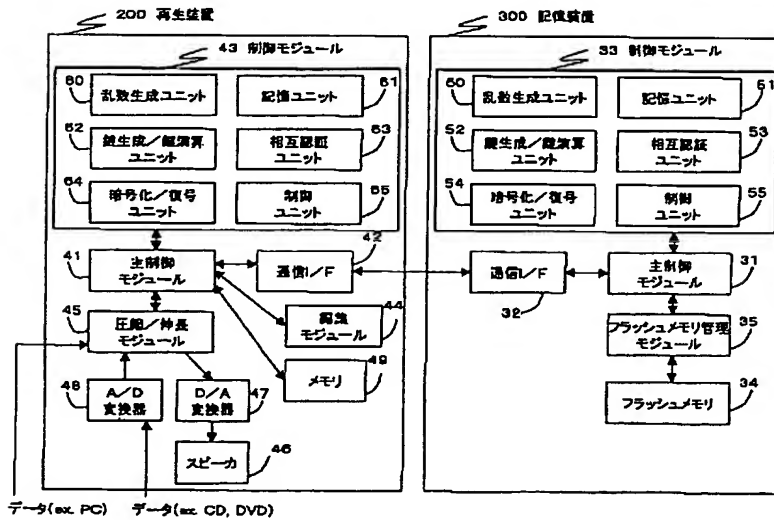 200 再生装置
43 制御モジュール
60
乱数生成ユニット
記憶ユニット
61
62
鍵生成/鍵演算
ユニット
相互認証
ユニット
63
64
暗号化/復号
ユニット
制御
ユニット
65
41
主制御
モジュール
通信I/F
42
45
圧縮/伸長
モジュール
編集
モジュール
44
48
A/D
変換器
D/A
変換器
47
メモリ
49
スピーカ
46
データ(ex. PC)
データ(ex. CD, DVD)
300 記憶装置
33 制御モジュール
50
乱数生成ユニット
記憶ユニット
51
52
鍵生成/鍵演算
ユニット
相互認証
ユニット
53
54
暗号化/復号
ユニット
制御
ユニット
55
通信I/F
32
主制御
モジュール
31
フラッシュメモリ管理
モジュール
35
フラッシュメモリ
34